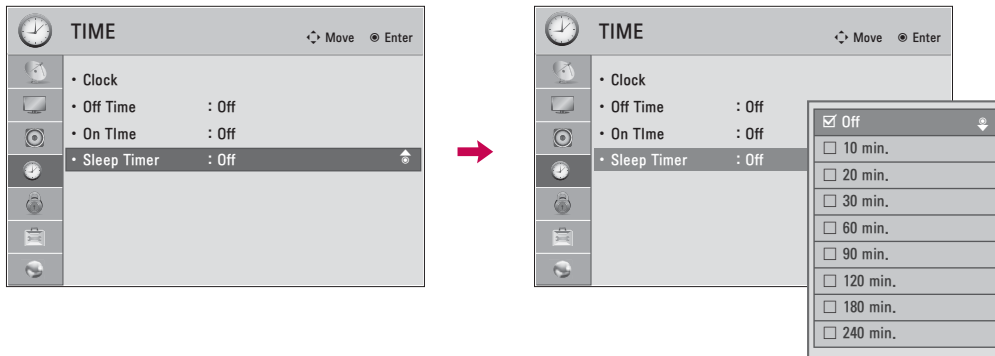 TIME
Move Enter
• Clock
• Off Time : Off
• On TIme : Off
• Sleep Timer : Off
TIME
Move Enter
• Clock
• Off Time : Off
• On TIme : Off
• Sleep Timer : Off
Off
10 min.
20 min.
30 min.
60 min.
90 min.
120 min.
180 min.
240 min.